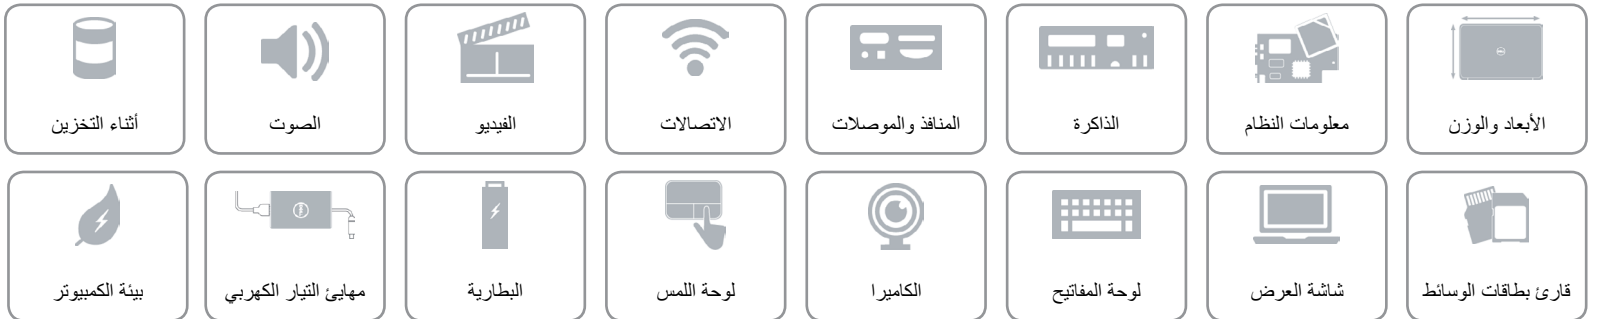 الأبعاد والوزن
معلومات النظام
الذاكرة
المنافذ والموصلات
الاتصالات
الفيديو
الصوت
أثناء التخزين
قارئ بطاقات الوسائط
شاشة العرض
لوحة المفاتيح
الكاميرا
لوحة اللمس
البطارية
مهايئ التيار الكهربي
بيئة الكمبيوتر